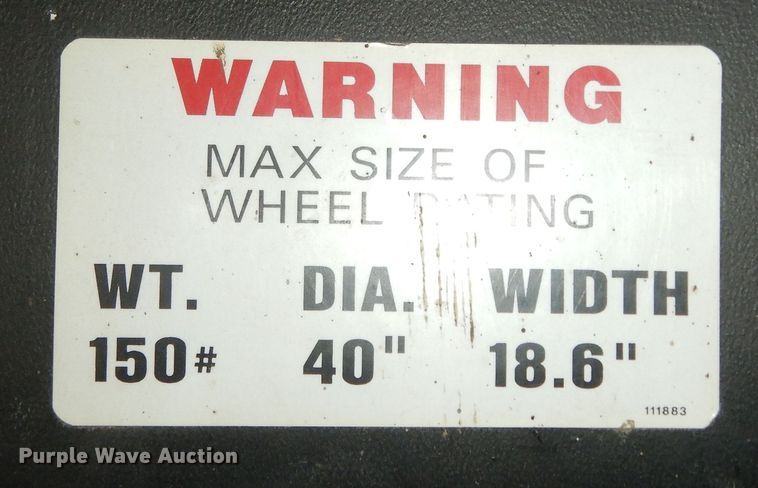 WARNING
MAX SIZE OF
WHEEL
WT. DIA. WIDTH
150# 40" 18.6"
111883
Purple Wave Auction